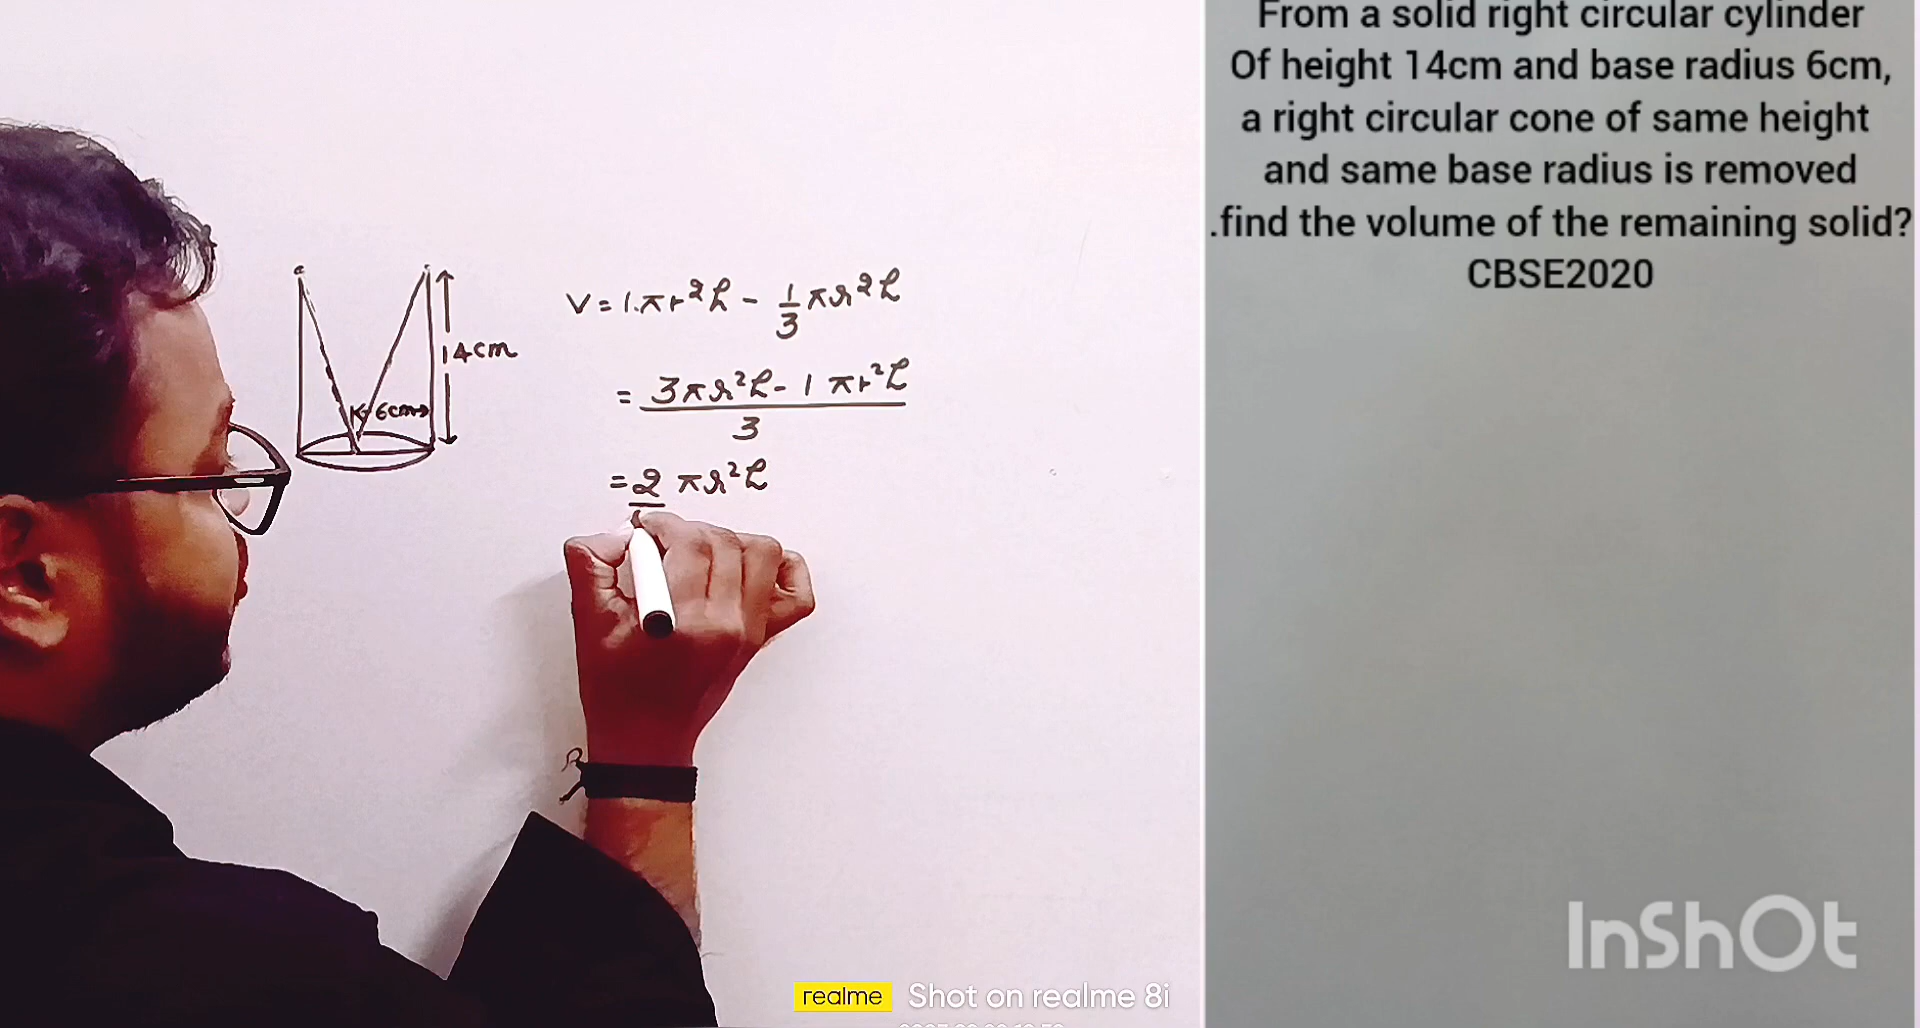 From a solid right circular cylinder
Of height 14cm and base radius 6cm,
a right circular cone of same height
and same base radius is removed
.find the volume of the remaining solid?
CBSE2020
V = 1.πr²h - 1/3 πr²h
= 3πr²h - 1 πr²h
3
= 2 πr²h
14cm
6cm
InShOt
realme Shot on realme 8i